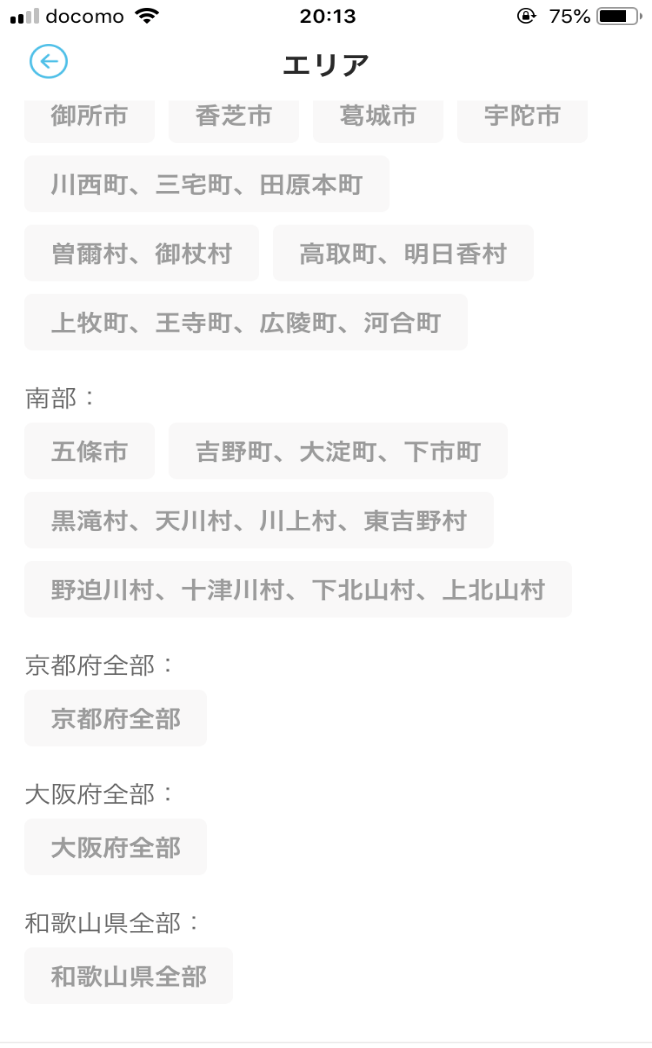 docomo 20:13 75%
エリア
御所市 香芝市 葛城市 宇陀市
川西町、三宅町、田原本町
曽爾村、御杖村 高取町、明日香村
上牧町、王寺町、広陵町、河合町
南部：
五條市 吉野町、大淀町、下市町
黒滝村、天川村、川上村、東吉野村
野迫川村、十津川村、下北山村、上北山村
京都府全部：
京都府全部
大阪府全部：
大阪府全部
和歌山県全部：
和歌山県全部